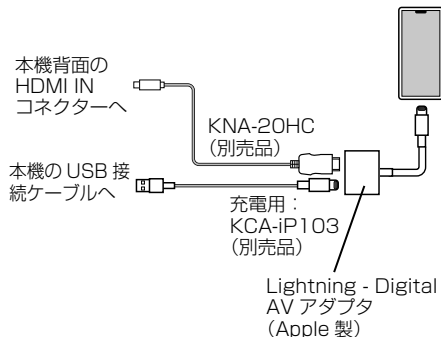 本機背面の
HDMI IN
コネクターへ
KNA-20HC
（別売品）
本機の USB 接
続ケーブルへ
充電用：
KCA-iP103
（別売品）
Lightning - Digital
AV アダプタ
（Apple 製）